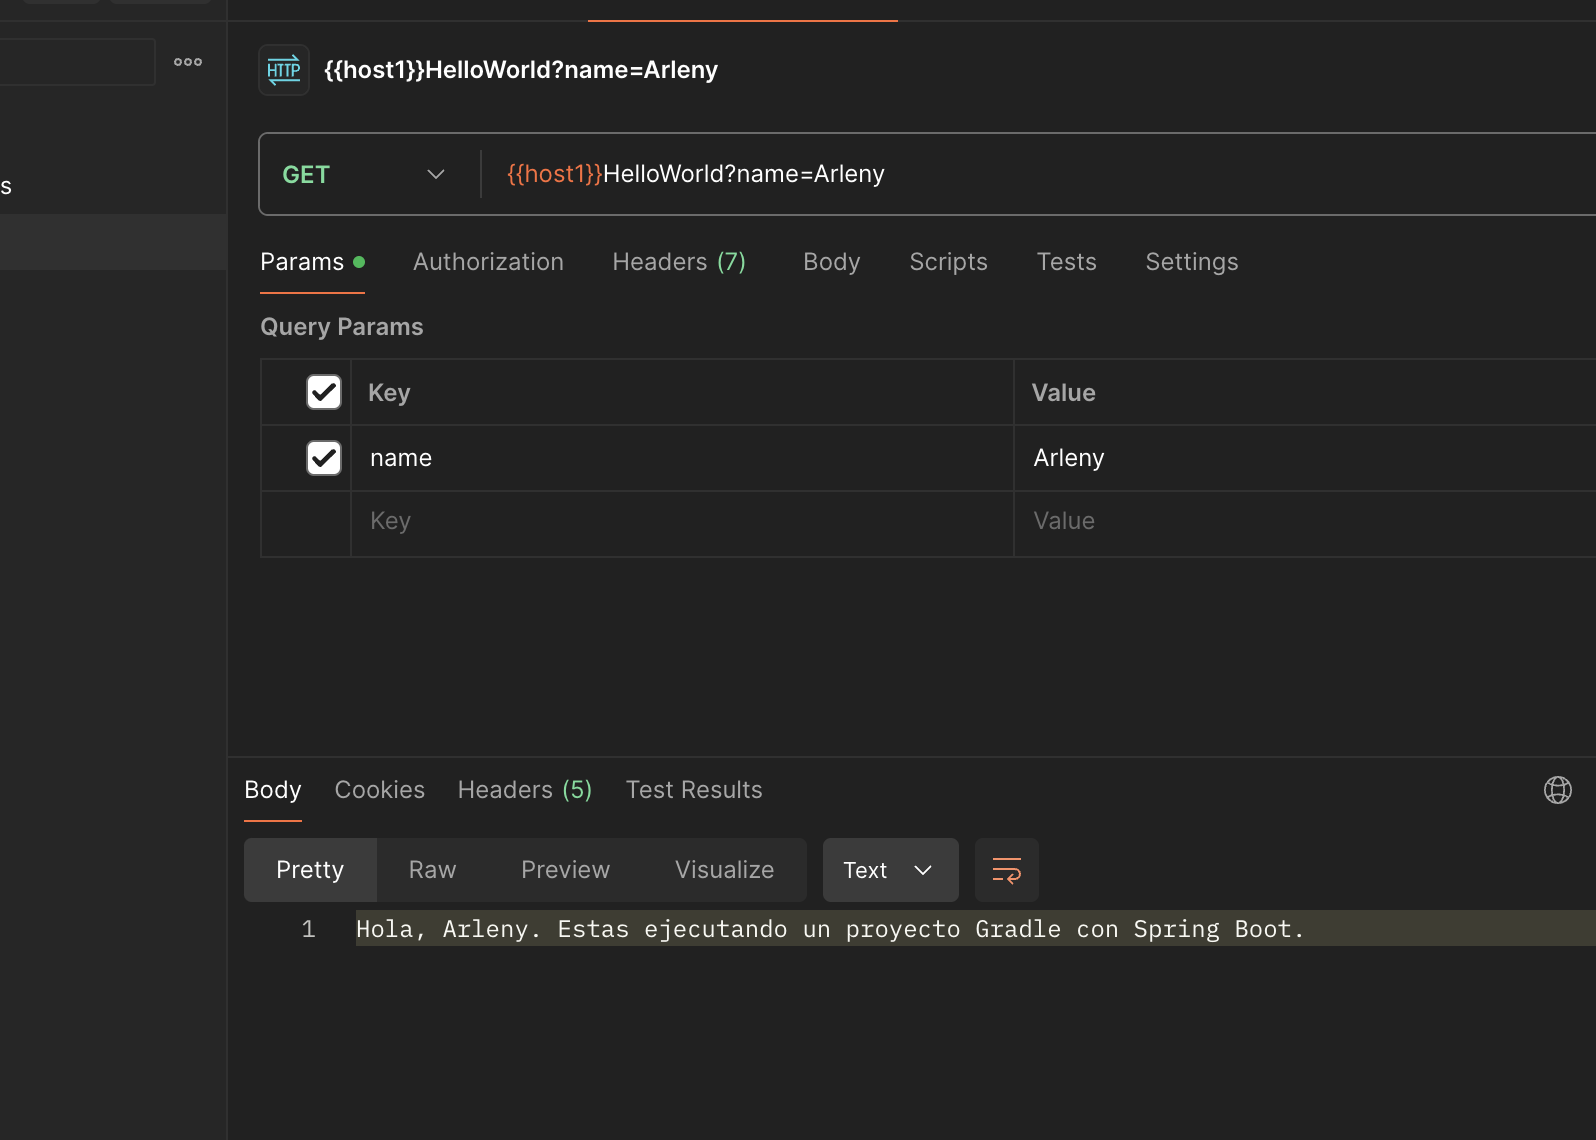 HTTP {{host1}}HelloWorld?name=Arleny
GET {{host1}}HelloWorld?name=Arleny
s
Params Authorization Headers (7) Body Scripts Tests Settings
Query Params
Key Value
name Arleny
Key Value
Body Cookies Headers (5) Test Results
Pretty Raw Preview Visualize Text
1 Hola, Arleny. Estas ejecutando un proyecto Gradle con Spring Boot.